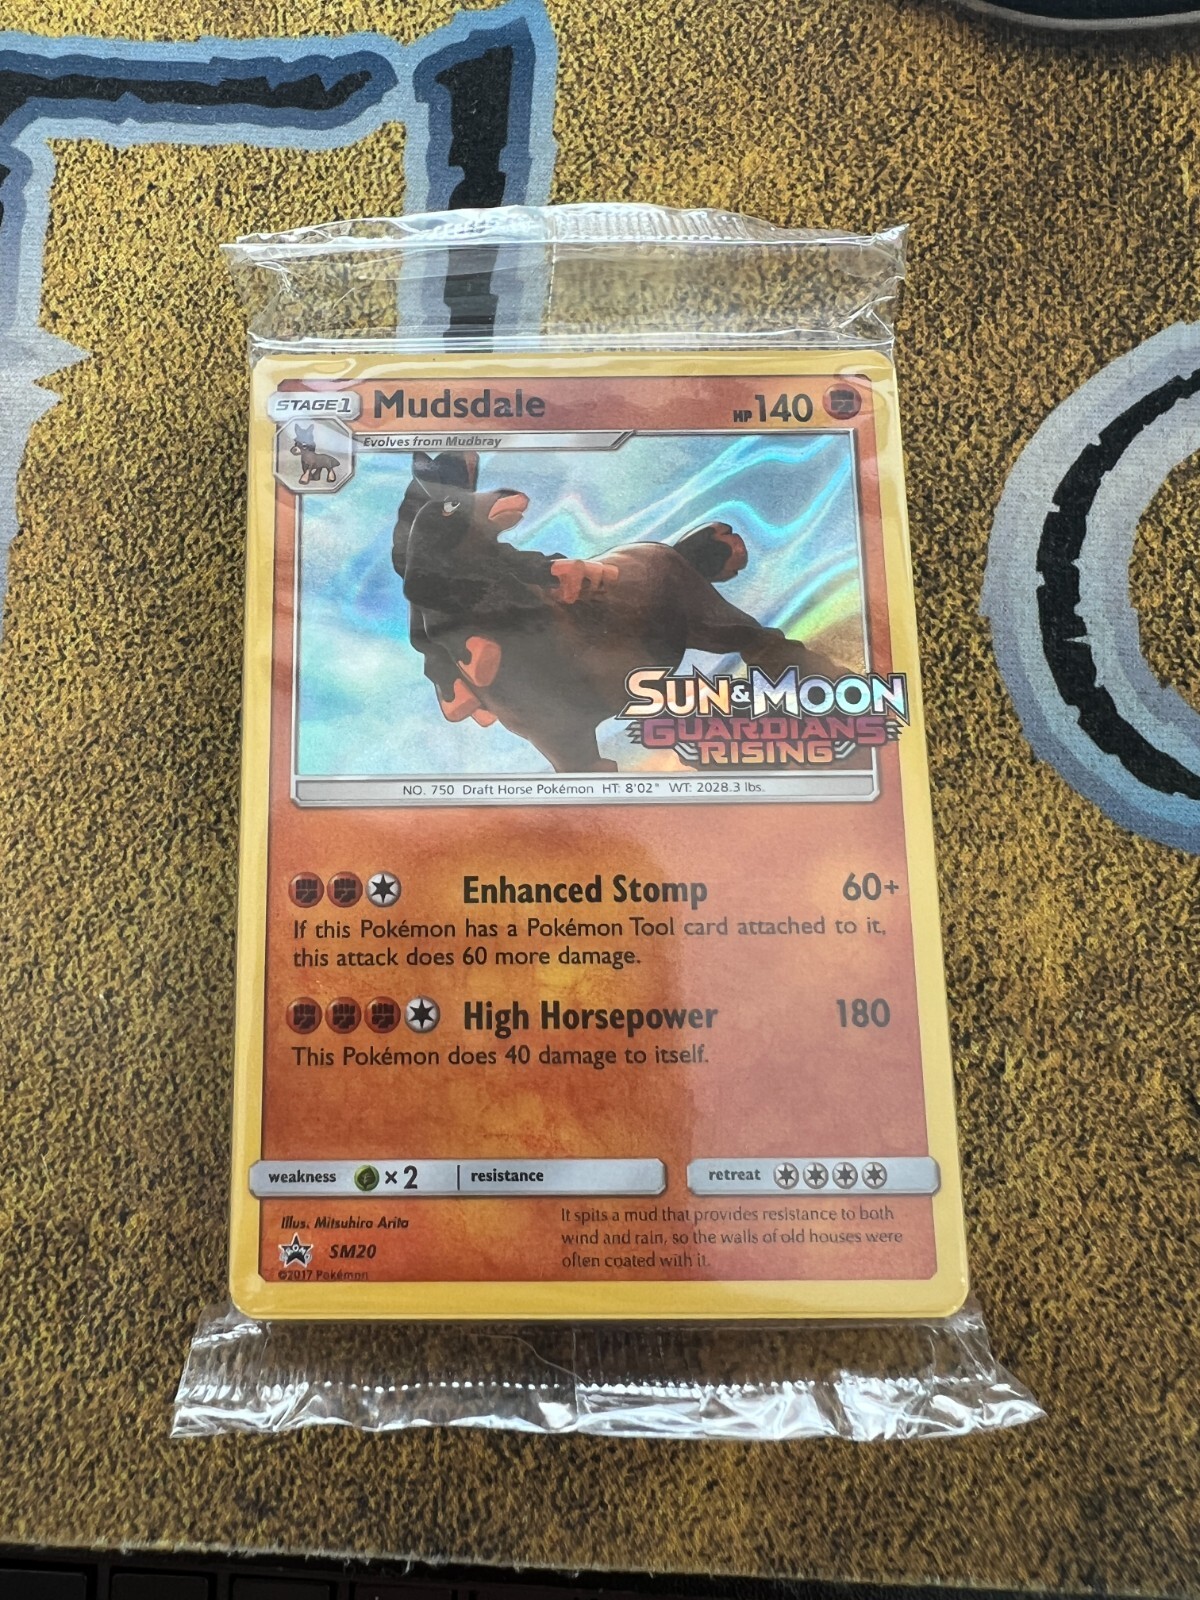 STAGE1 Mudsdale HP140
Evolves from Mudbray
SUN & MOON
GUARDIANS
RISING
NO. 750 Draft Horse Pokémon HT: 8'02" WT: 2028.3 lbs.
Enhanced Stomp 60+
If this Pokémon has a Pokémon Tool card attached to it,
this attack does 60 more damage.
High Horsepower 180
This Pokémon does 40 damage to itself.
weakness ×2 resistance retreat
Illus. Mitsuhiro Arita
PROMO SM20
©2017 Pokémon
It spits a mud that provides resistance to both
wind and rain, so the walls of old houses were
often coated with it.